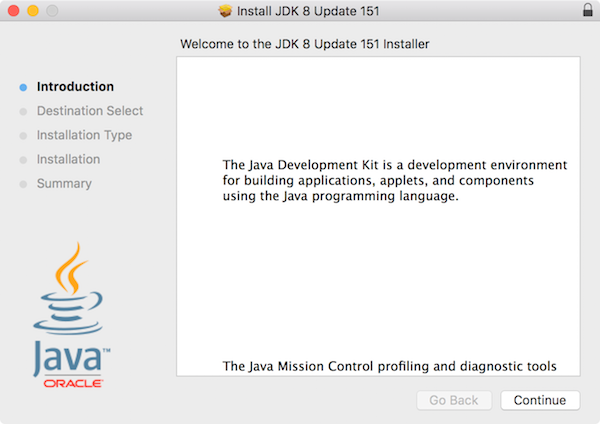 Install JDK 8 Update 151
Welcome to the JDK 8 Update 151 Installer
Introduction
Destination Select
Installation Type
Installation
Summary
The Java Development Kit is a development environment
for building applications, applets, and components
using the Java programming language.
The Java Mission Control profiling and diagnostic tools
Java™
ORACLE®
Go Back
Continue